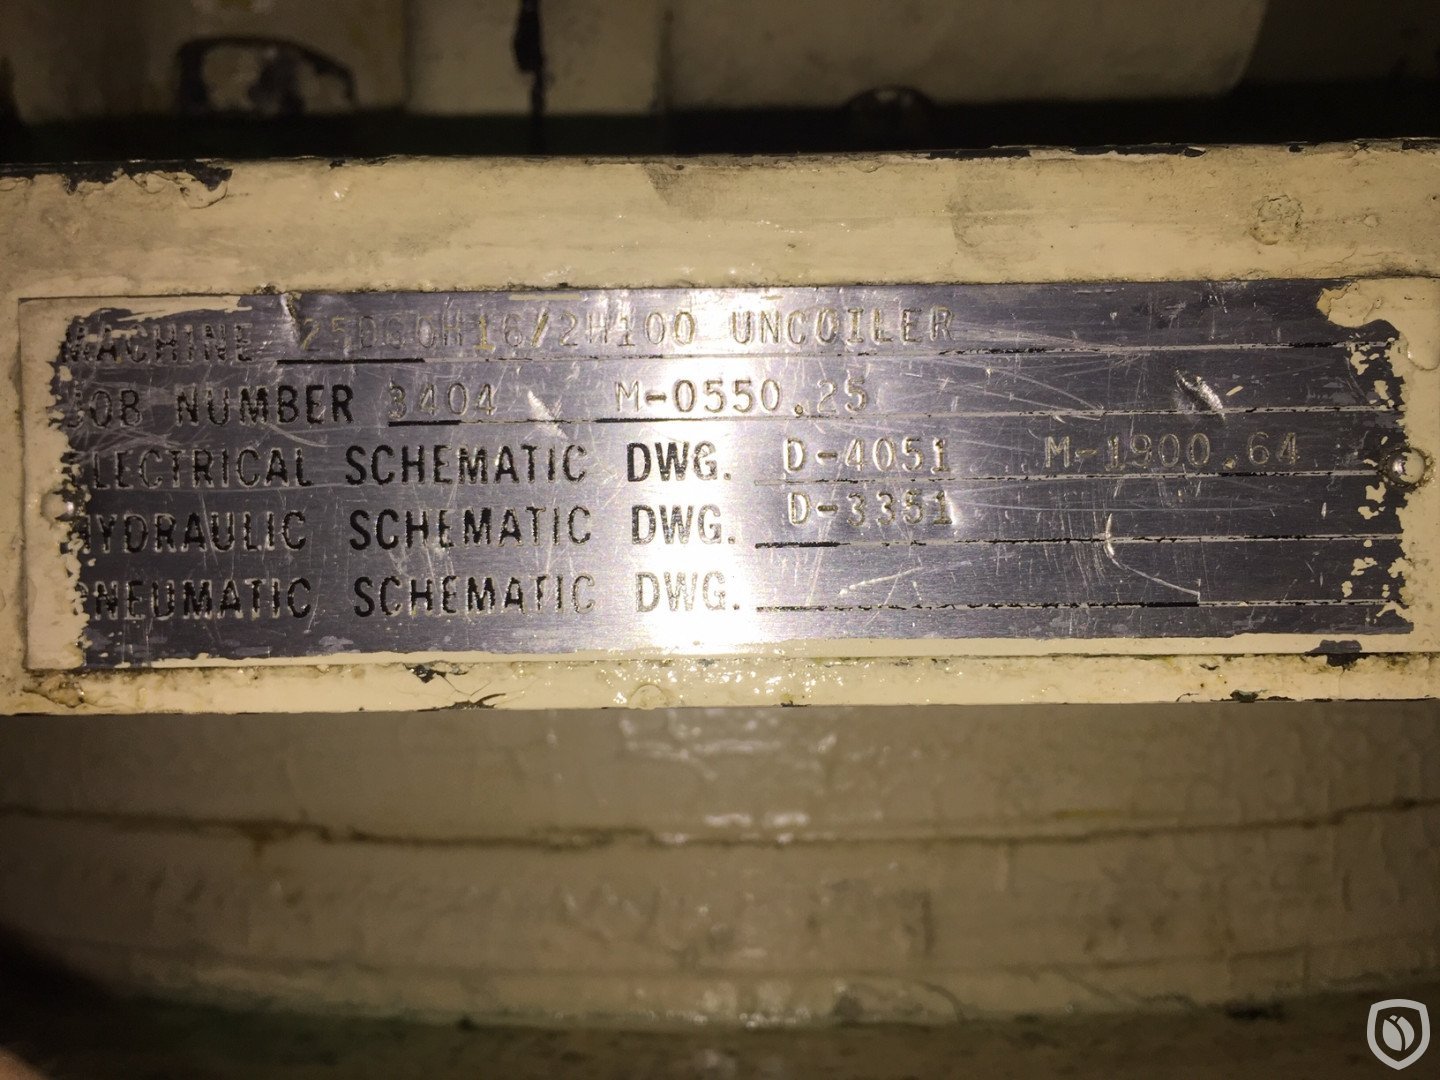 MACHINE 25DGOH16/2H100 UNCOILER
JOB NUMBER 3404 M-0550.25
ELECTRICAL SCHEMATIC DWG. D-4051 M-1900.64
HYDRAULIC SCHEMATIC DWG. D-3351
PNEUMATIC SCHEMATIC DWG.